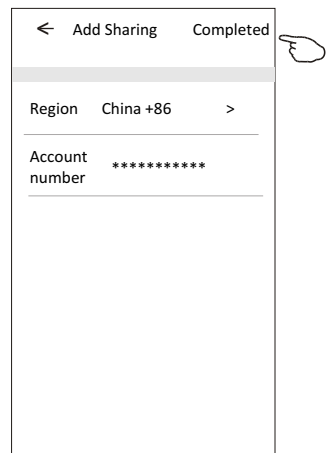 ← Add Sharing Completed
Region China +86 >
Account
number ***********